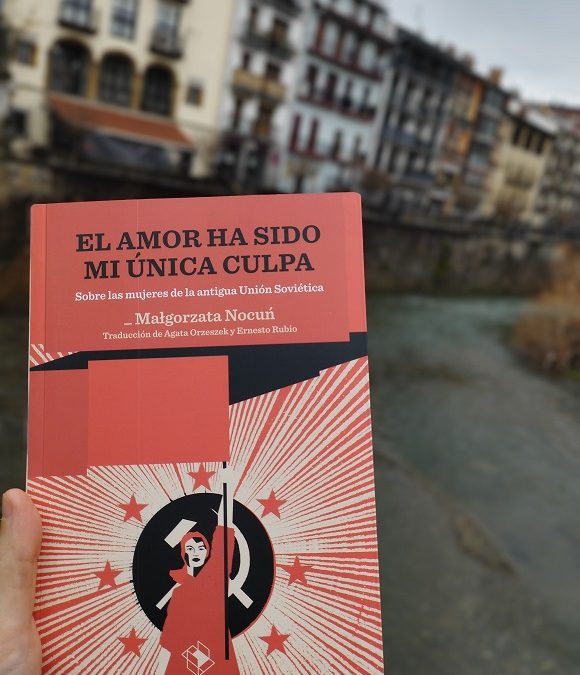 EL AMOR HA SIDO
MI ÚNICA CULPA
Sobre las mujeres de la antigua Unión Soviética
_ Małgorzata Nocuń
Traducción de Agata Orzeszek y Ernesto Rubio